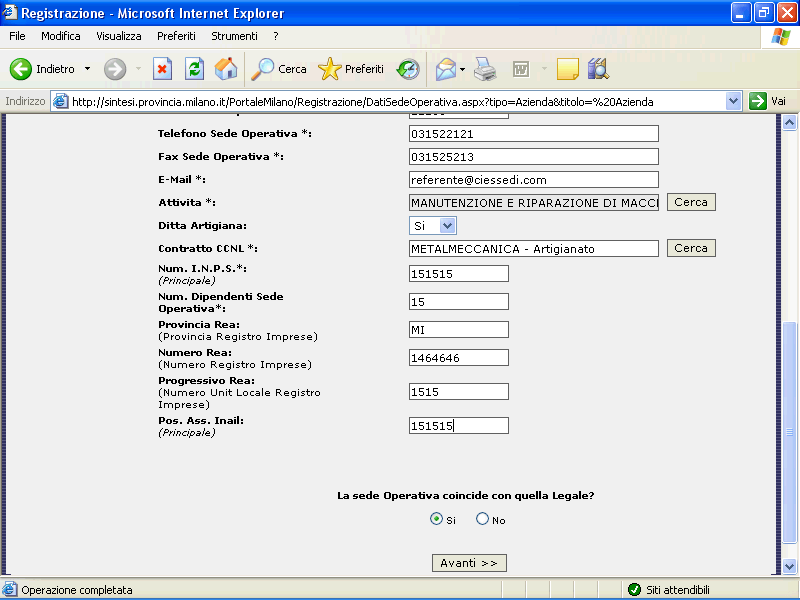 Registrazione - Microsoft Internet Explorer
File Modifica Visualizza Preferiti Strumenti ?
Indietro Cerca Preferiti
Indirizzo http://sintesi.provincia.milano.it/PortaleMilano/Registrazione/DatiSedeOperativa.aspx?tipo=Azienda&titolo=%20Azienda Vai
Telefono Sede Operativa *: 031522121
Fax Sede Operativa *: 031525213
E-Mail *: referente@ciessedi.com
Attivita *: MANUTENZIONE E RIPARAZIONE DI MACCH Cerca
Ditta Artigiana: Si
Contratto CCNL *: METALMECCANICA - Artigianato Cerca
Num. I.N.P.S.*: 151515
(Principale)
Num. Dipendenti Sede
Operativa*: 15
Provincia Rea: MI
(Provincia Registro Imprese)
Numero Rea: 1464646
(Numero Registro Imprese)
Progressivo Rea: 1515
(Numero Unit Locale Registro
Imprese)
Pos. Ass. Inail: 151515
(Principale)
La sede Operativa coincide con quella Legale?
Si No
Avanti >>
Operazione completata Siti attendibili